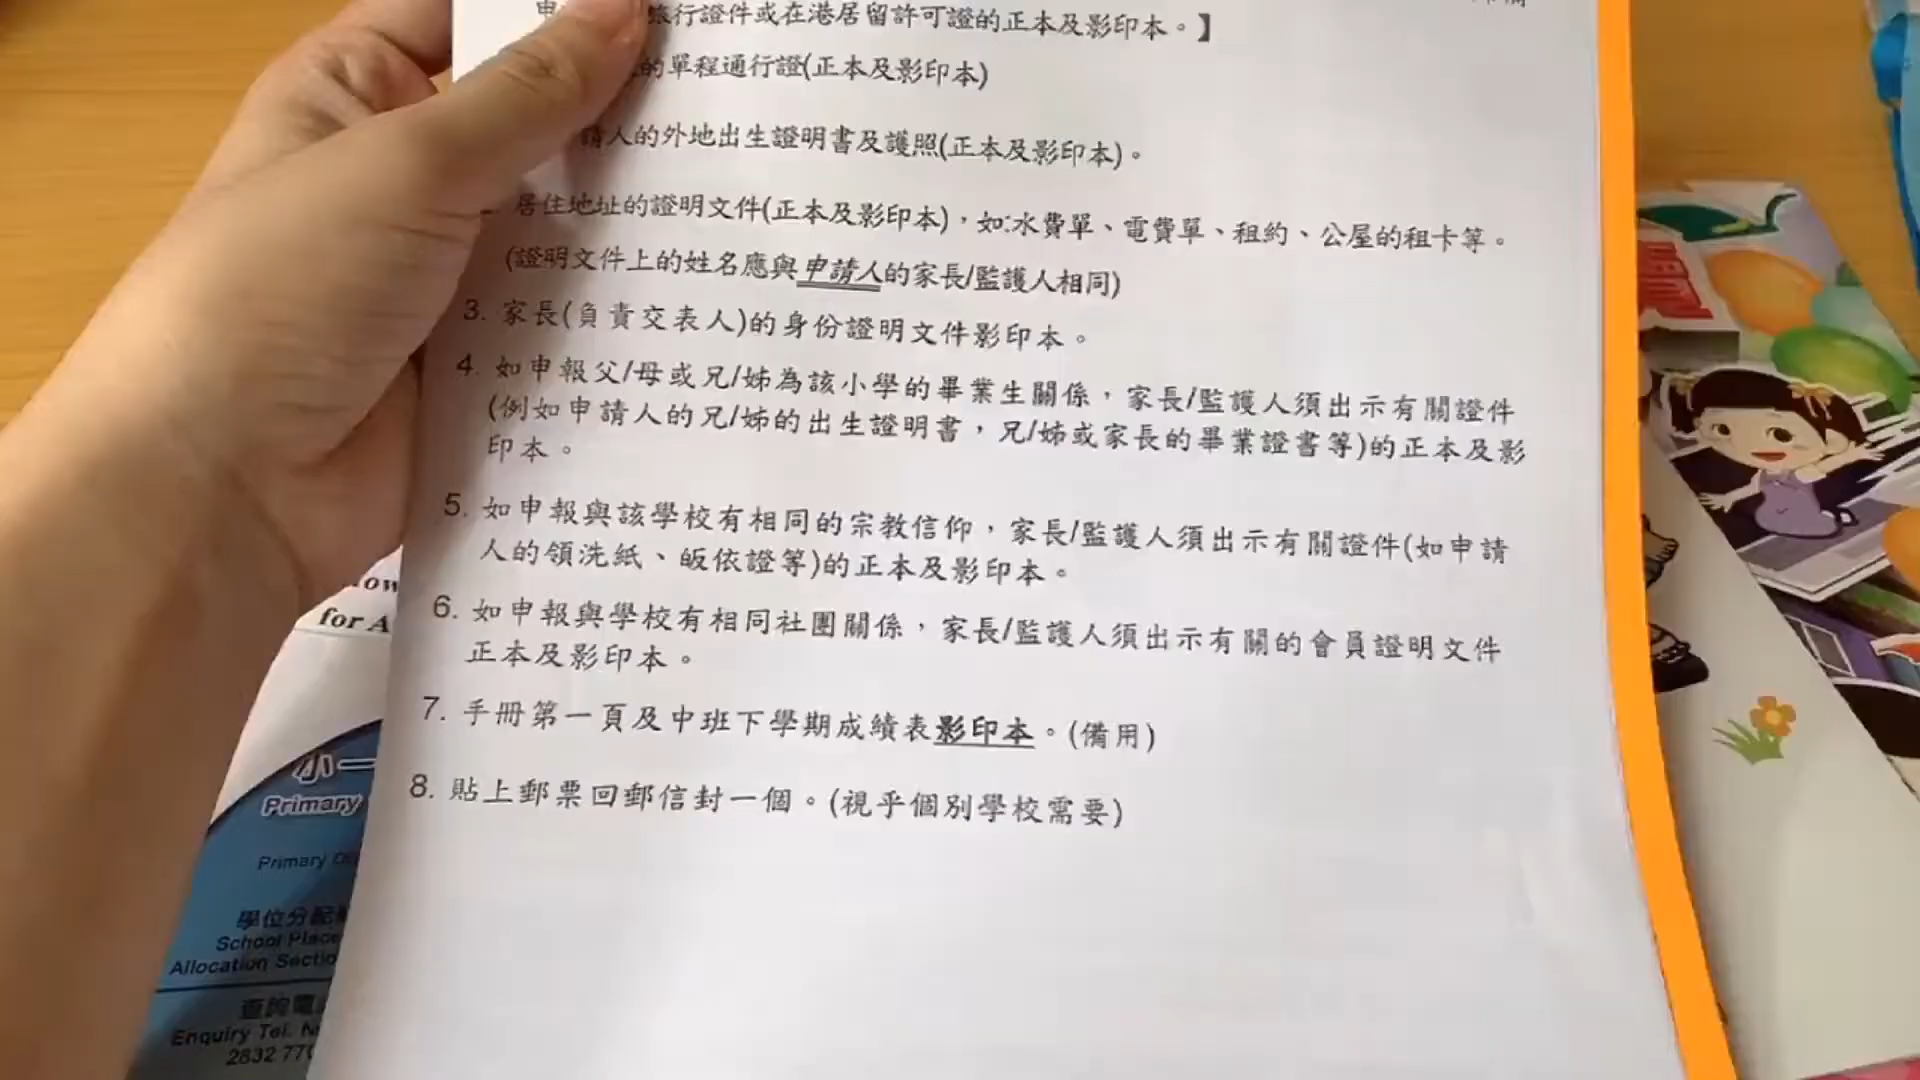 旅行證件或在港居留許可證的正本及影印本。】
的單程通行證(正本及影印本)
請人的外地出生證明書及護照(正本及影印本)。
居住地址的證明文件(正本及影印本)，如:水費單、電費單、租約、公屋的租卡等。
(證明文件上的姓名應與申請人的家長/監護人相同)
3. 家長(負責交表人)的身份證明文件影印本。
4. 如申報父/母或兄/姊為該小學的畢業生關係，家長/監護人須出示有關證件
(例如申請人的兄/姊的出生證明書，兄/姊或家長的畢業證書等)的正本及影
印本。
5. 如申報與該學校有相同的宗教信仰，家長/監護人須出示有關證件(如申請
人的領洗紙、皈依證等)的正本及影印本。
6. 如申報與學校有相同社團關係，家長/監護人須出示有關的會員證明文件
正本及影印本。
7. 手冊第一頁及中班下學期成績表影印本。(備用)
8. 貼上郵票回郵信封一個。(視乎個別學校需要)
for A
小一
Primary
Primary
學位分配
School Place
Allocation Sectio
查詢電
Enquiry Tel. N
2832 770